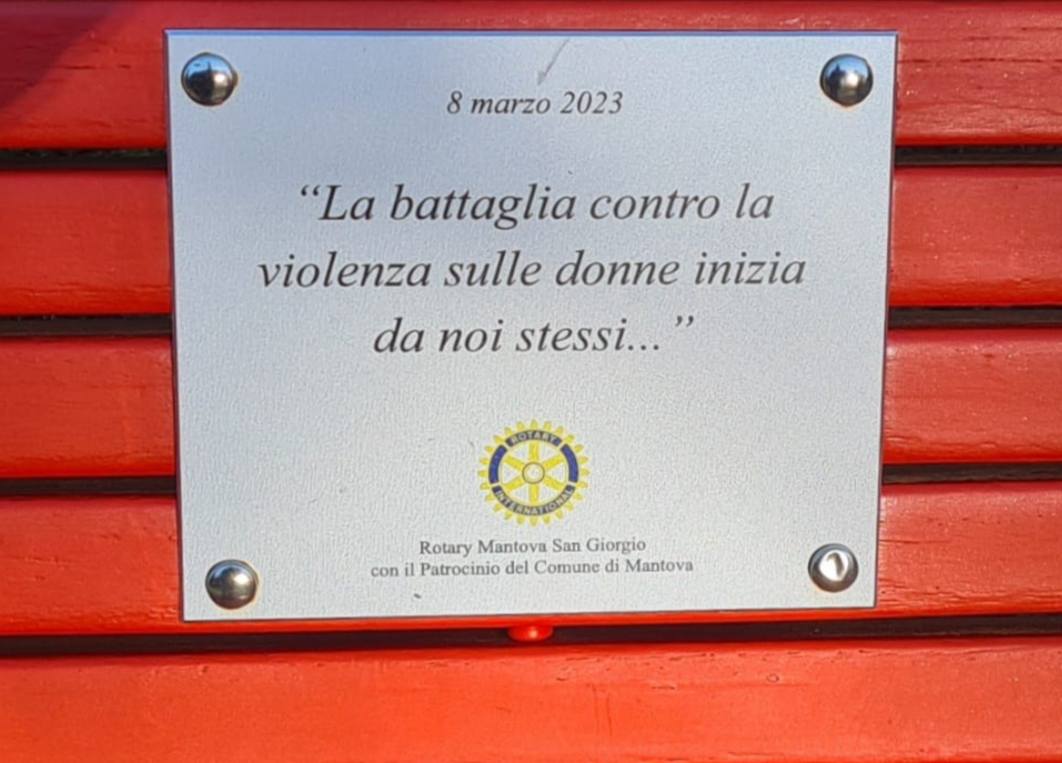 8 marzo 2023
“La battaglia contro la
violenza sulle donne inizia
da noi stessi...”
ROTARY
INTERNATIONAL
Rotary Mantova San Giorgio
con il Patrocinio del Comune di Mantova